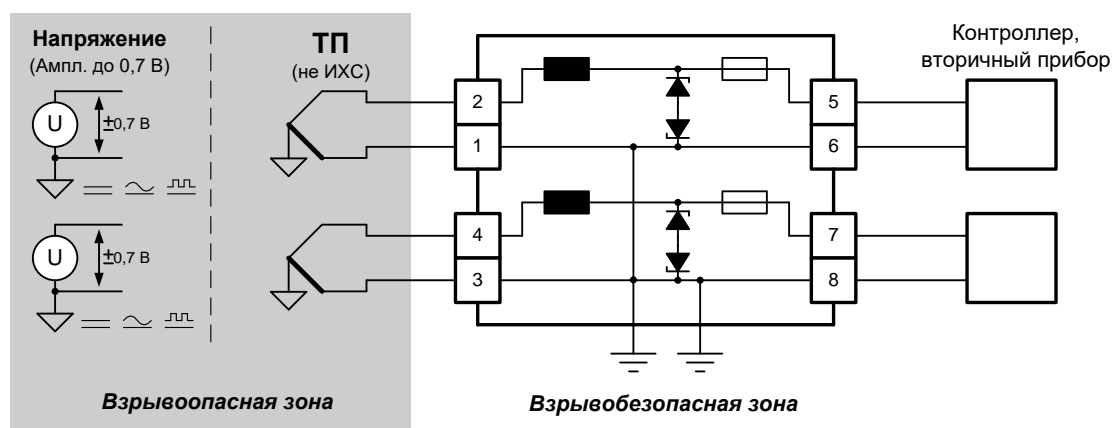 Напряжение
(Ампл. до 0,7 В)
U
±0,7 В
U
±0,7 В
ТП
(не ИХС)
2
1
4
3
5
6
7
8
Контроллер,
вторичный прибор
Взрывоопасная зона
Взрывобезопасная зона